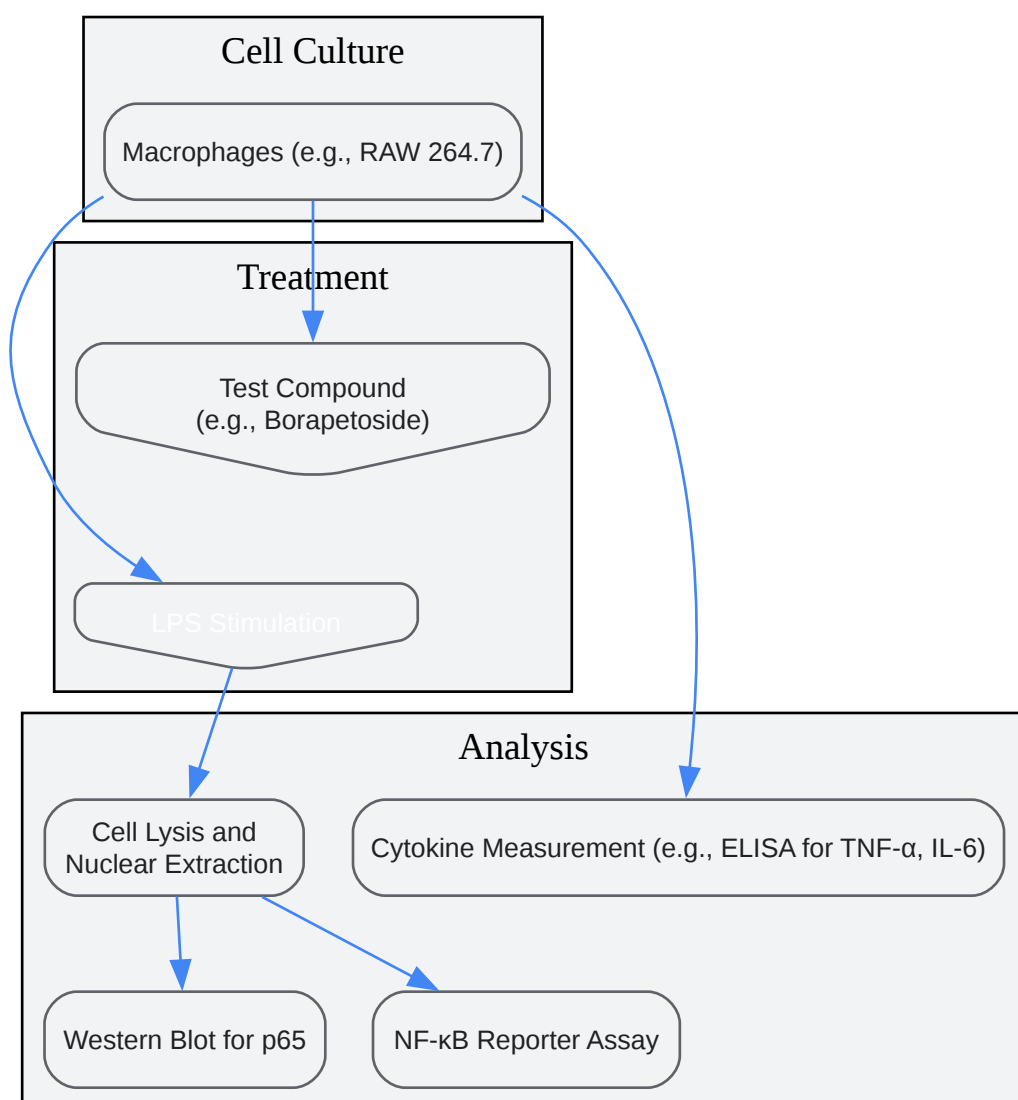 Cell Culture
Macrophages (e.g., RAW 264.7)
Treatment
Test Compound
(e.g., Borapetoside)
LPS Stimulation
Analysis
Cell Lysis and
Nuclear Extraction
Cytokine Measurement (e.g., ELISA for TNF-α, IL-6)
Western Blot for p65
NF-κB Reporter Assay